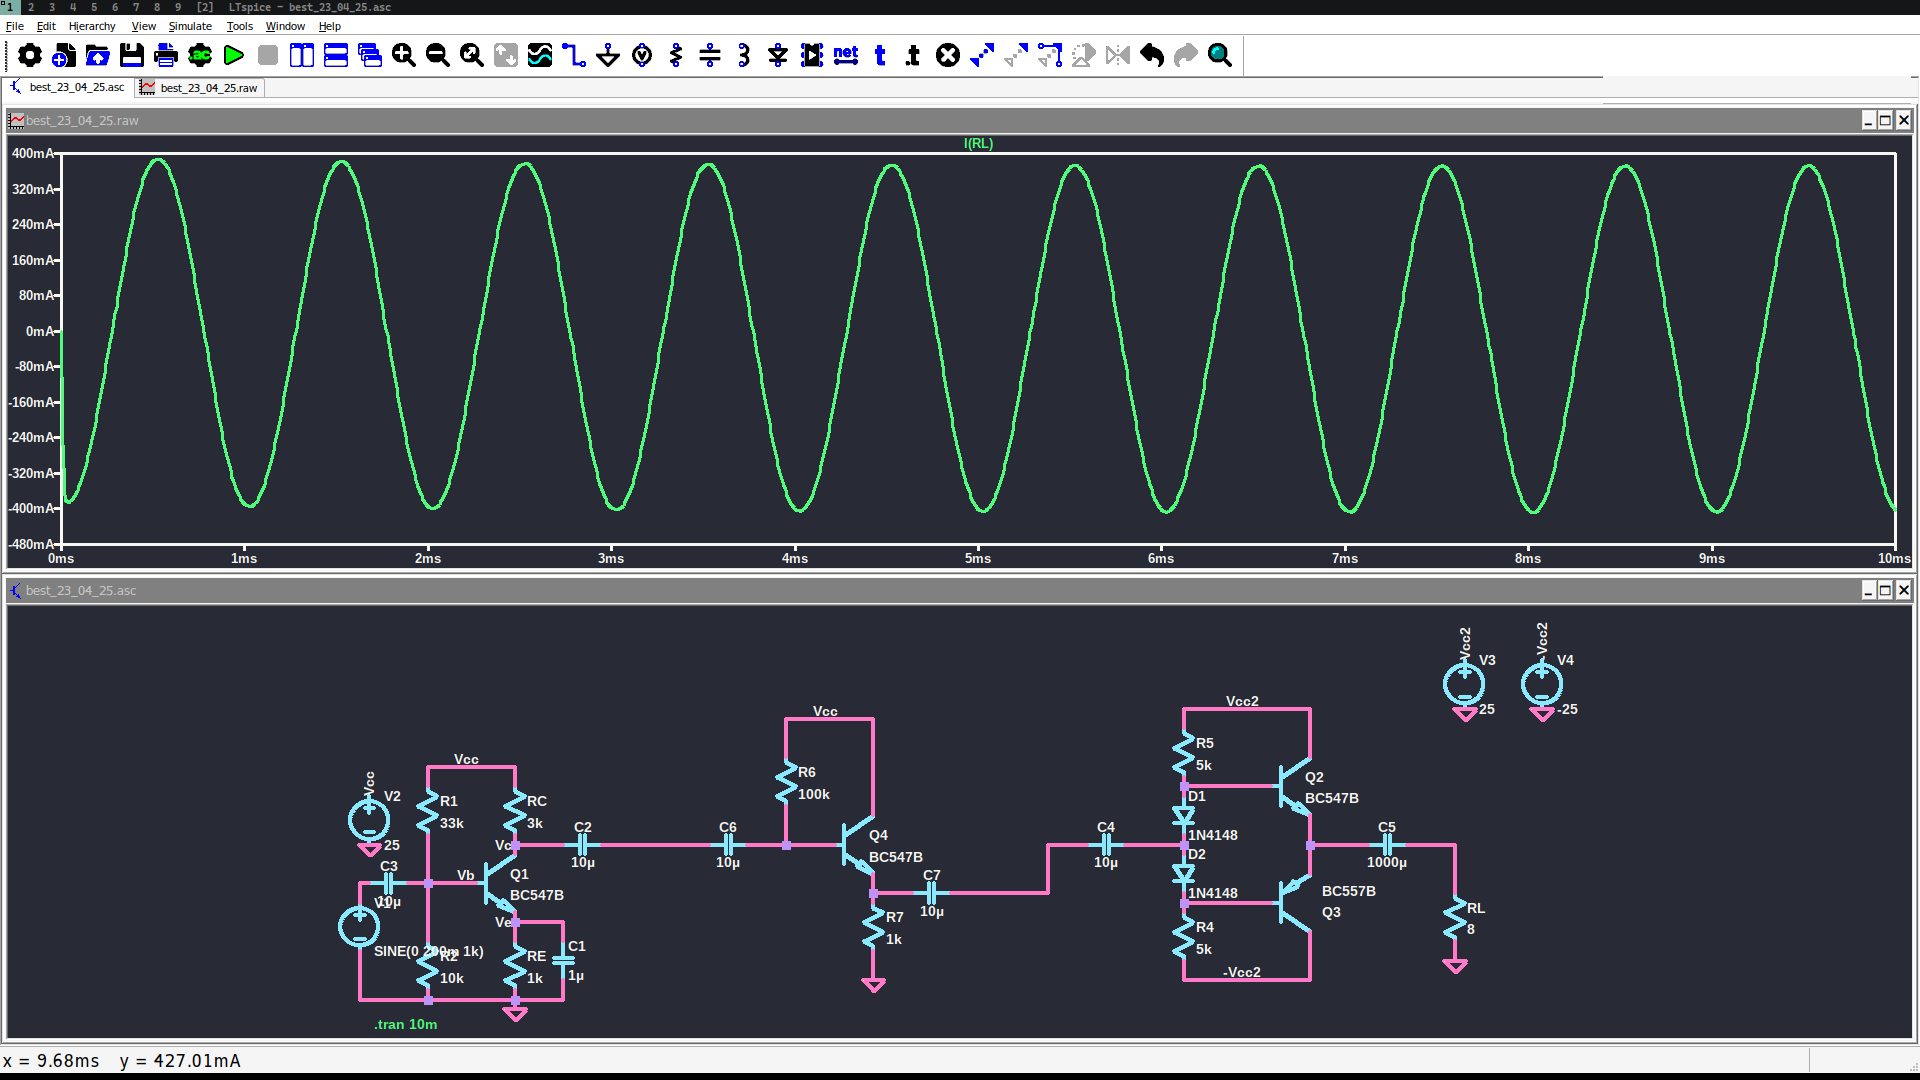 1 2 3 4 5 6 7 8 9 [2] LTspice - best_23_04_25.asc
File Edit Hierarchy View Simulate Tools Window Help
.ac net t .t
best_23_04_25.asc best_23_04_25.raw
best_23_04_25.raw
I(RL)
400mA
320mA
240mA
160mA
80mA
0mA
-80mA
-160mA
-240mA
-320mA
-400mA
-480mA
0ms 1ms 2ms 3ms 4ms 5ms 6ms 7ms 8ms 9ms 10ms
best_23_04_25.asc
Vcc
V2
25
C3
10µ
V1
SINE(0 200m 1k)
Vcc
R1
33k
RC
3k
Vc
Vb
Q1
BC547B
Ve
R2
10k
RE
1k
C1
1µ
.tran 10m
C2
10µ
C6
10µ
Vcc
R6
100k
Q4
BC547B
C7
10µ
R7
1k
C4
10µ
Vcc2
R5
5k
D1
1N4148
D2
1N4148
R4
5k
-Vcc2
Q2
BC547B
BC557B
Q3
C5
1000µ
RL
8
Vcc2
V3
25
-Vcc2
V4
-25
x = 9.68ms y = 427.01mA